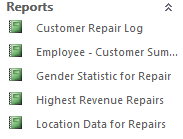 Reports
Customer Repair Log
Employee - Customer Sum...
Gender Statistic for Repair
Highest Revenue Repairs
Location Data for Repairs